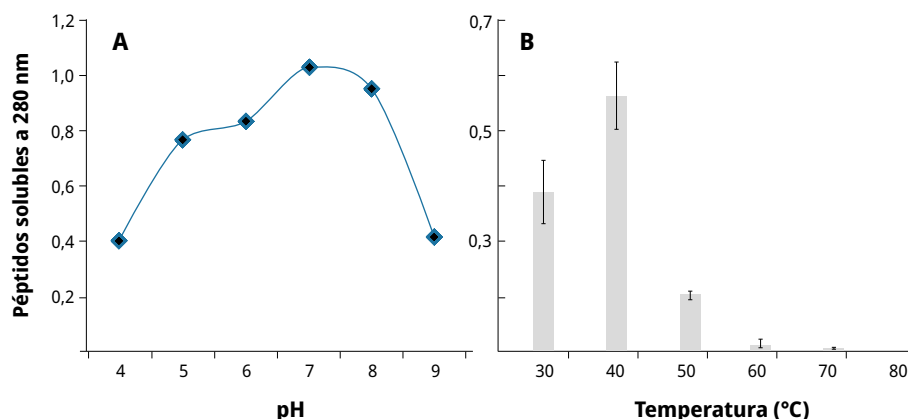 A
B
Péptidos solubles a 280 nm
1,2
1,0
0,8
0,6
0,4
0,2
4 5 6 7 8 9
pH
0,7
0,5
0,3
30 40 50 60 70 80
Temperatura (°C)